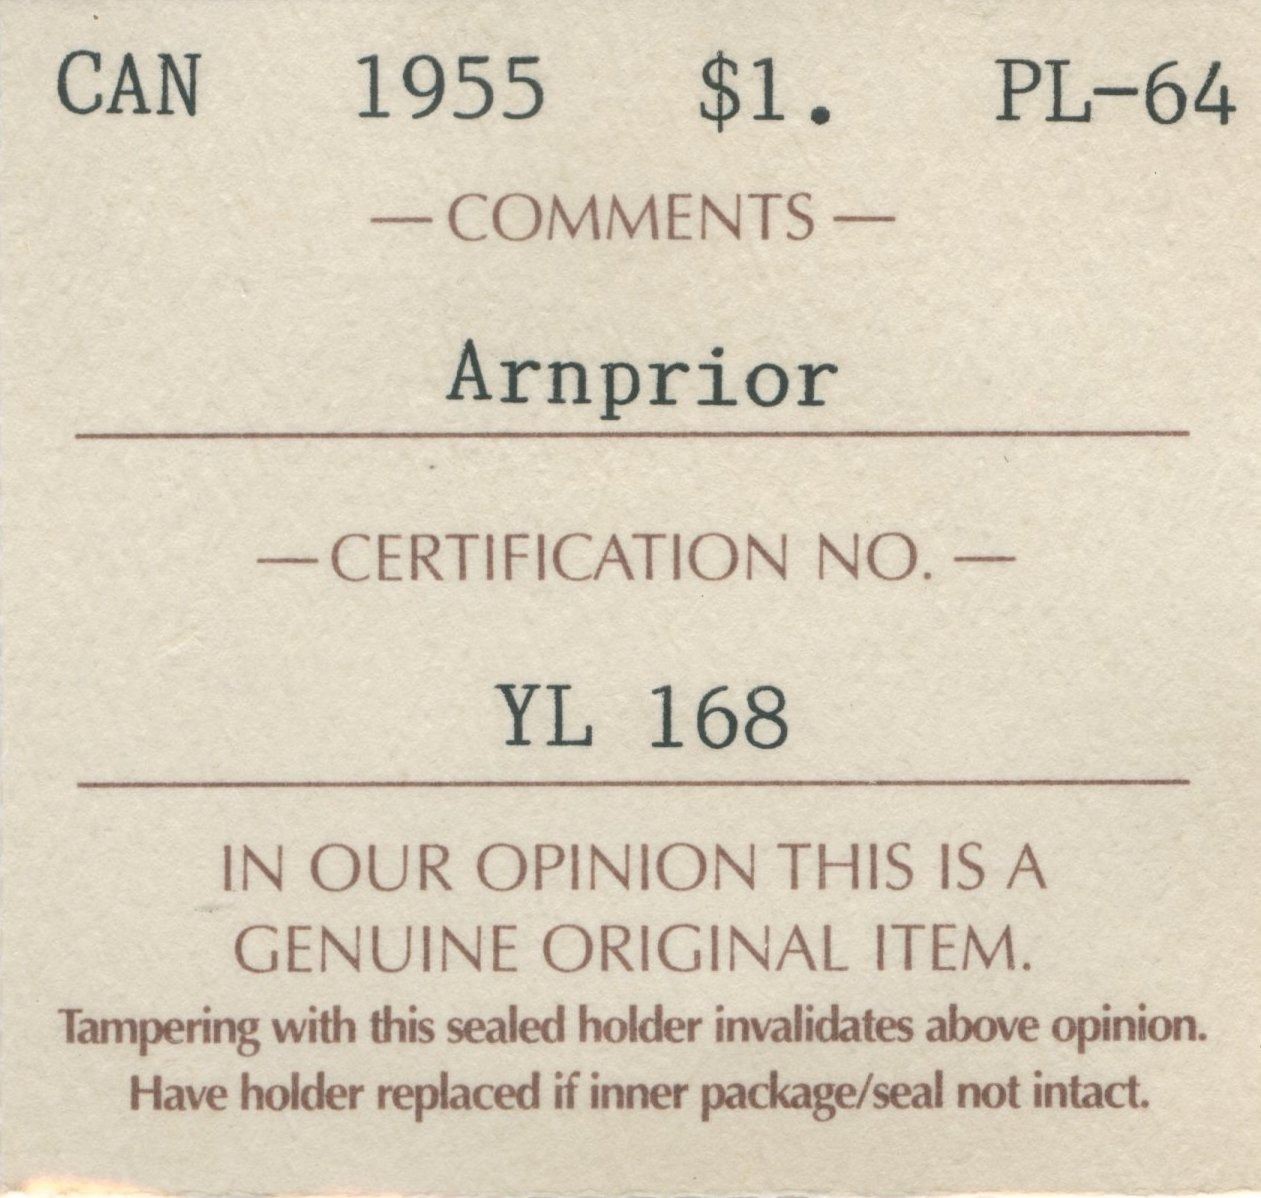 CAN 1955 $1. PL-64
— COMMENTS —
Arnprior
— CERTIFICATION NO. —
YL 168
IN OUR OPINION THIS IS A
GENUINE ORIGINAL ITEM.
Tampering with this sealed holder invalidates above opinion.
Have holder replaced if inner package/seal not intact.